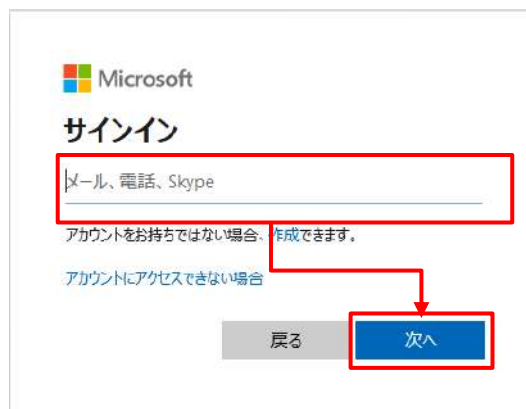 Microsoft
サインイン
メール、電話、Skype
アカウントをお持ちではない場合、作成できます。
アカウントにアクセスできない場合
戻る
次へ